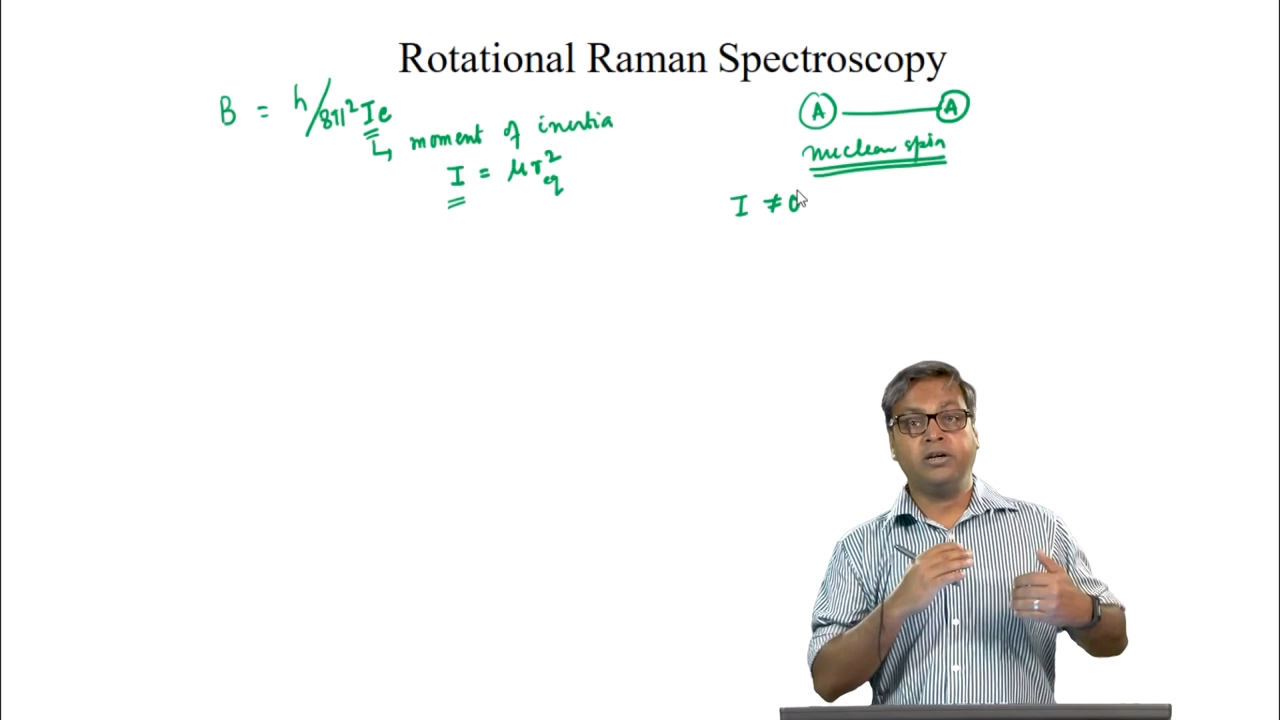 Rotational Raman Spectroscopy
B = h/8π²Ie
↳ moment of inertia
I = μr²eq
A — A
nuclear spin
I ≠ 0